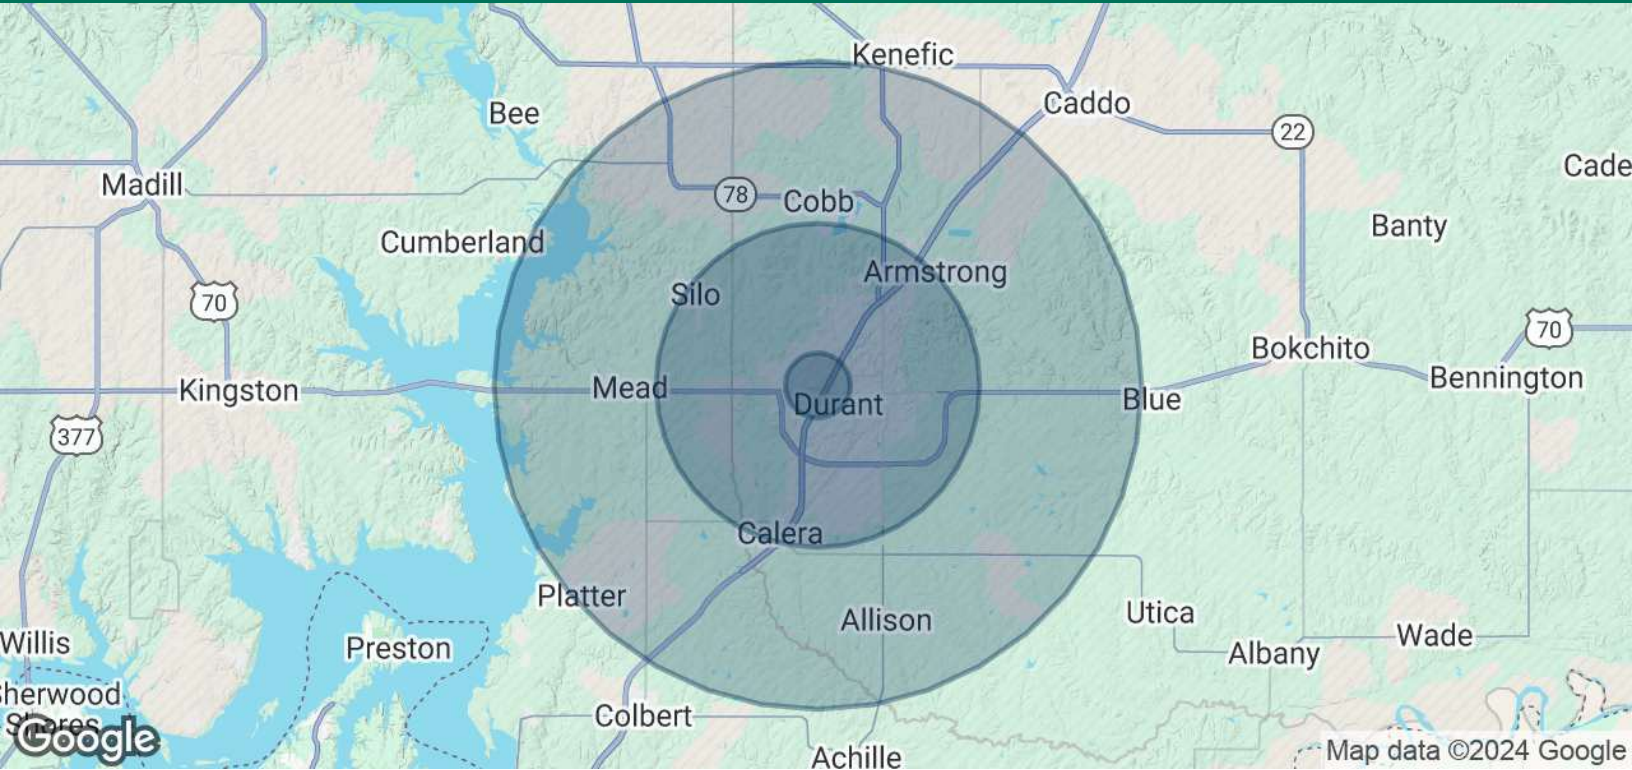 Kenefic
Caddo
Bee
22
Cade
Madill
78
Cobb
Banty
Cumberland
Armstrong
Silo
70
70
Bokchito
Bennington
Kingston
Mead
Durant
Blue
377
Calera
Platter
Allison
Utica
Willis
Preston
Albany
Wade
Sherwood
Shores
Colbert
Google
Achille
Map data ©2024 Google